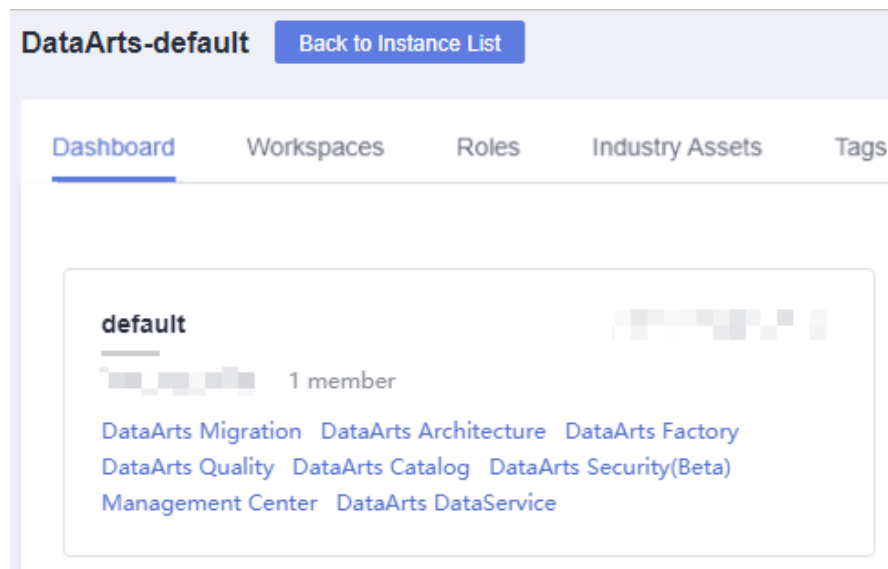 DataArts-default Back to Instance List
Dashboard Workspaces Roles Industry Assets Tags
default
1 member
DataArts Migration DataArts Architecture DataArts Factory
DataArts Quality DataArts Catalog DataArts Security(Beta)
Management Center DataArts DataService